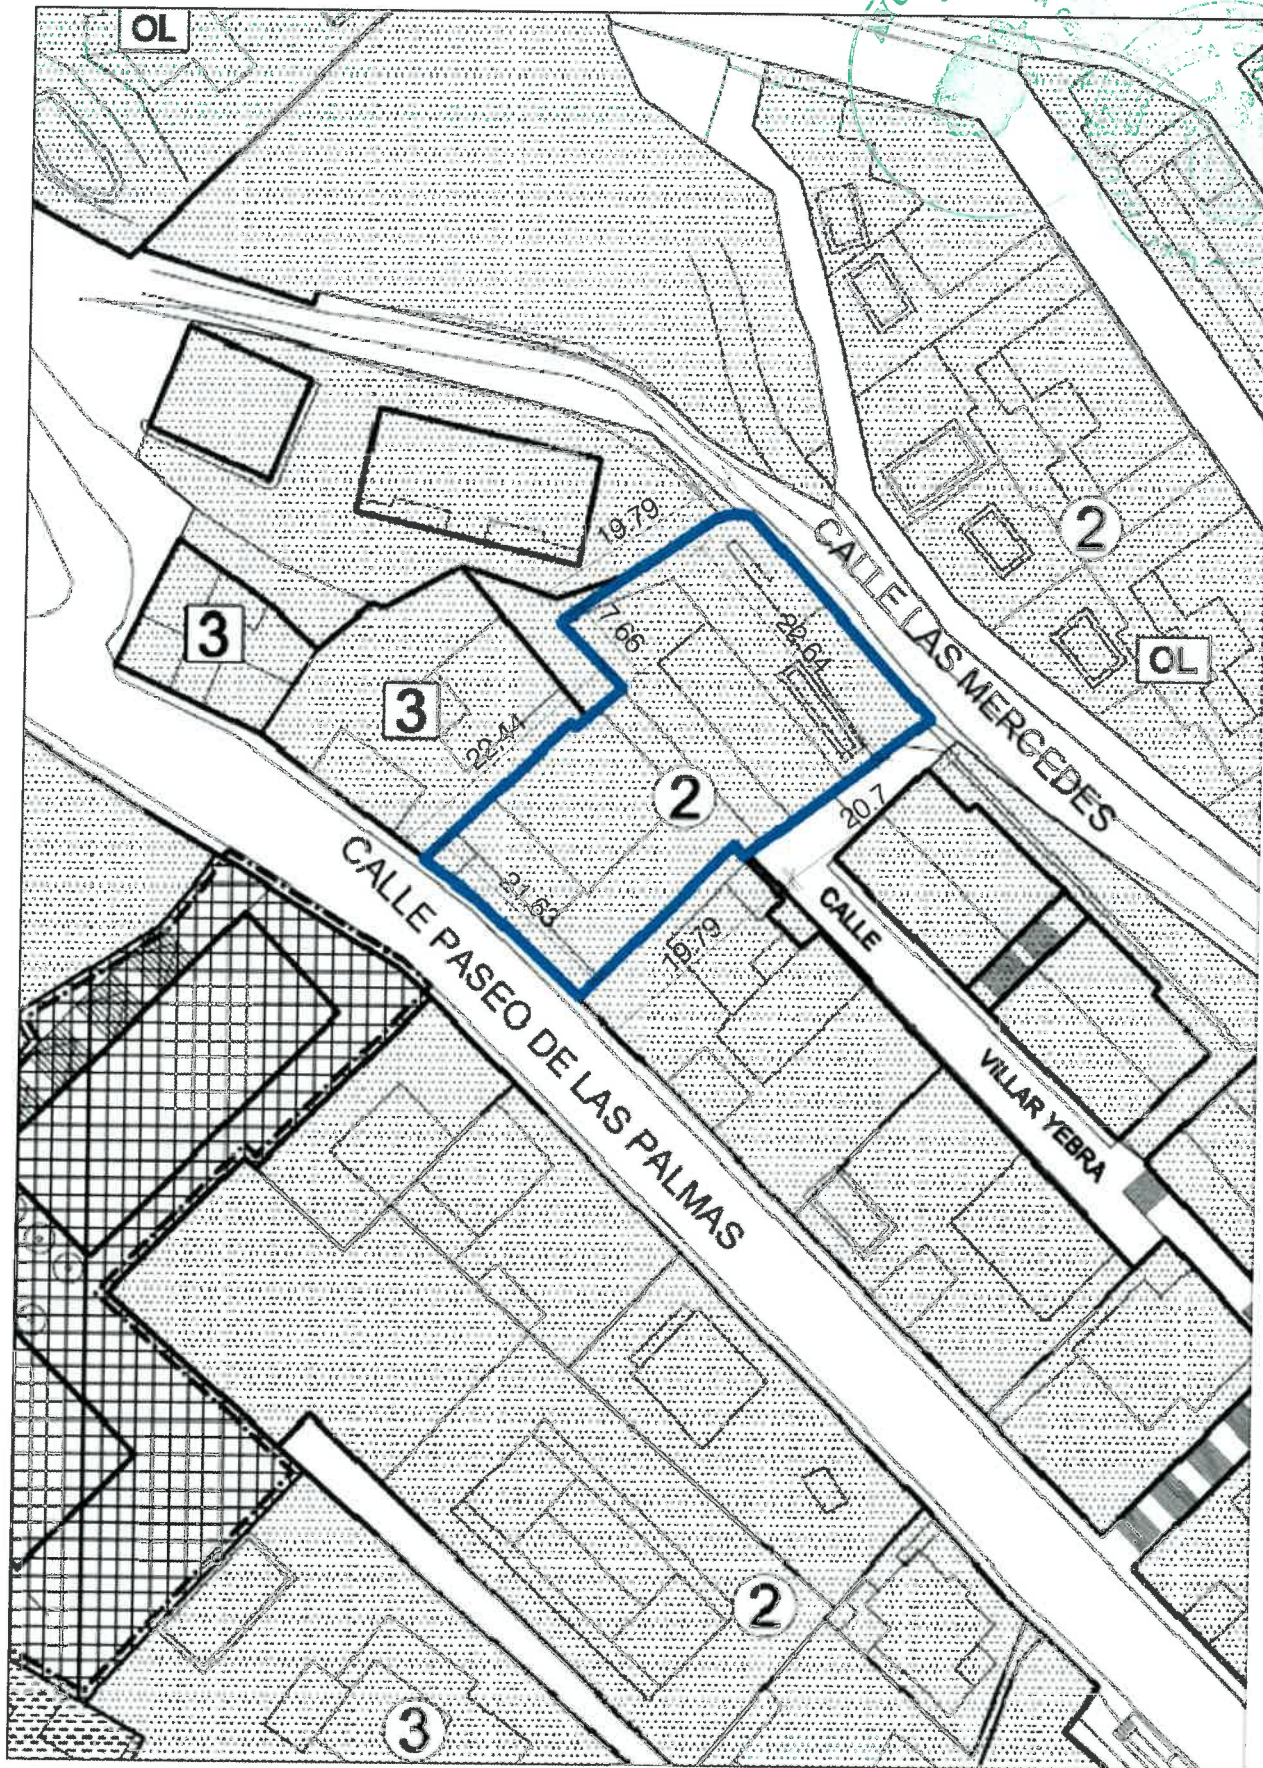 OL
19.79
CALLE LAS MERCEDES
2
3
7.66
22.64
OL
3
22.44
2
20.7
CALLE PASEO DE LAS PALMAS
21.63
CALLE
VILLAR YEBRA
19.79
2
3